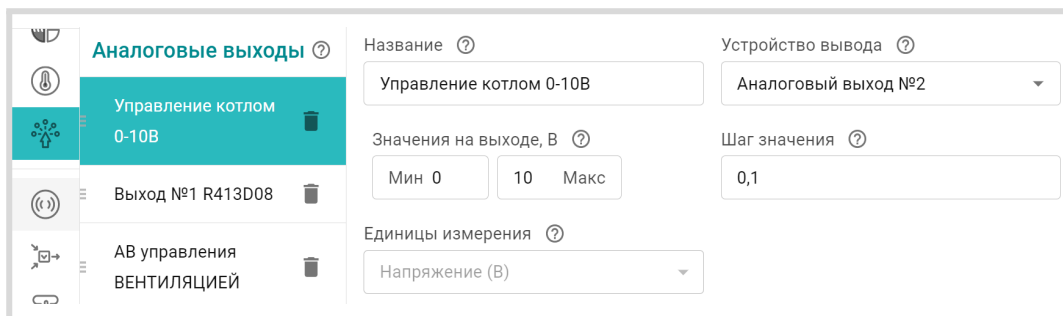 Аналоговые выходы
Управление котлом
0-10В
Выход №1 R413D08
АВ управления
ВЕНТИЛЯЦИЕЙ
Название
Управление котлом 0-10В
Устройство вывода
Аналоговый выход №2
Значения на выходе, В
Мин 0
10 Макс
Шаг значения
0,1
Единицы измерения
Напряжение (В)